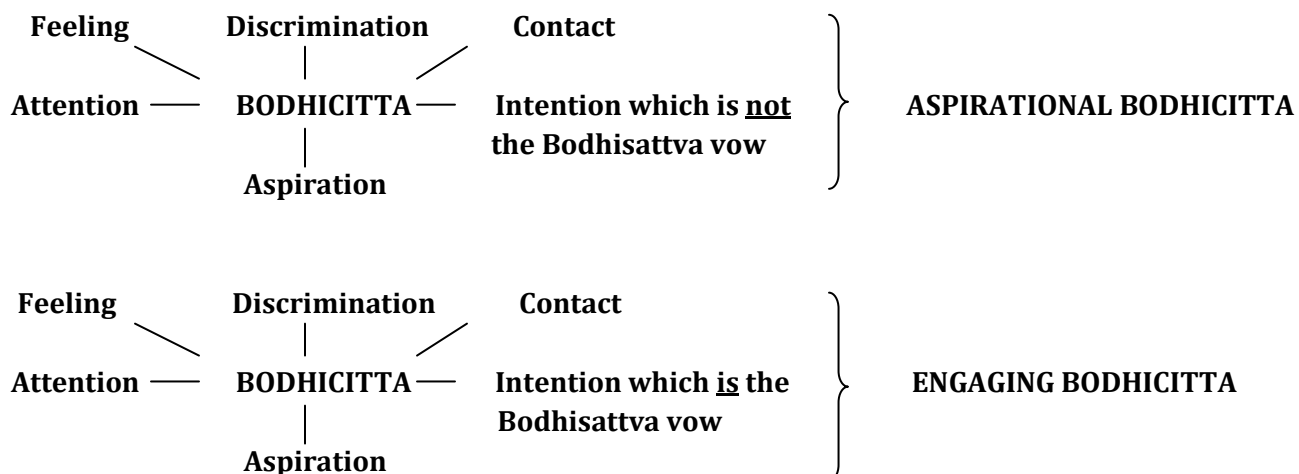 Feeling Discrimination Contact
Attention BODHICITTA Intention which is not ASPIRATIONAL BODHICITTA
the Bodhisattva vow
Aspiration
Feeling Discrimination Contact
Attention BODHICITTA Intention which is the ENGAGING BODHICITTA
Bodhisattva vow
Aspiration